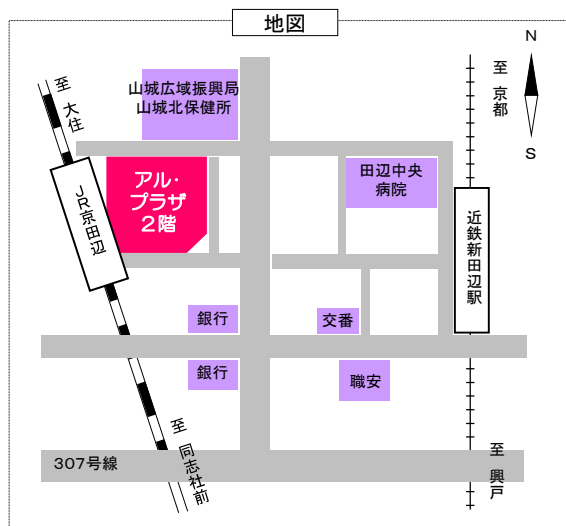 地図
N
S
至 京都
至 大住
山城広域振興局
山城北保健所
アル・
プラザ
2階
田辺中央
病院
JR京田辺
近鉄新田辺駅
銀行
交番
銀行
職安
至 同志社前
至 興戸
307号線